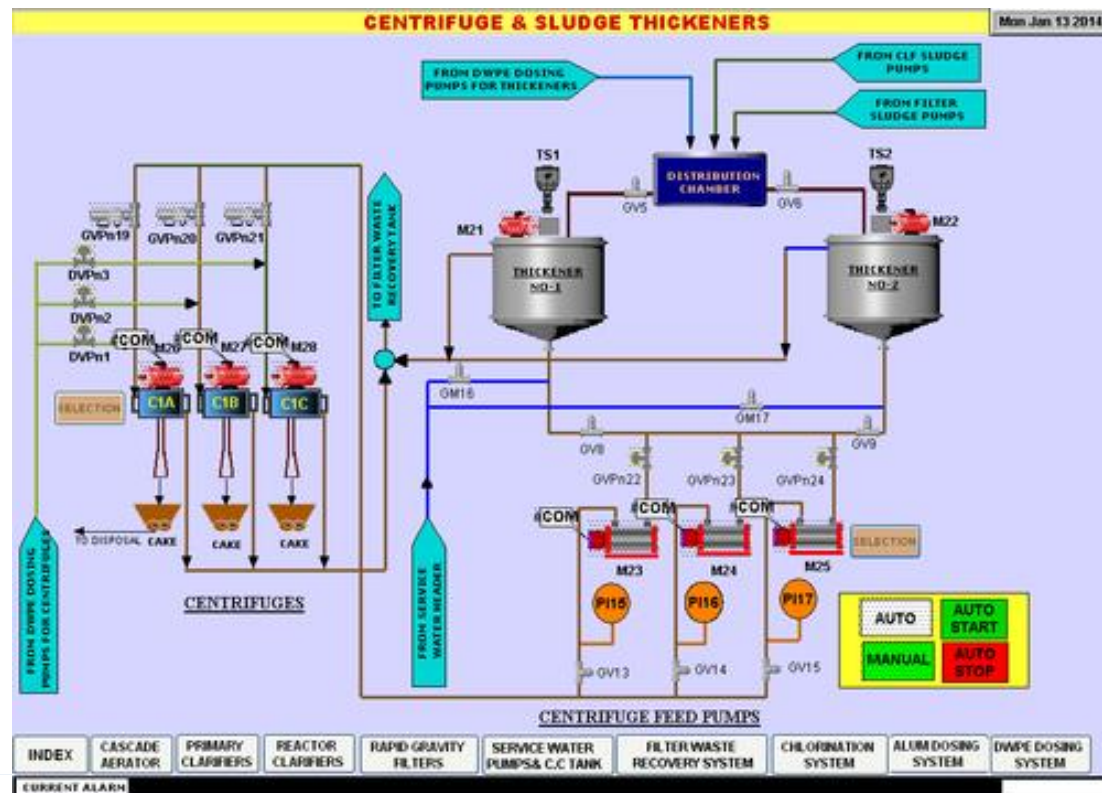 CENTRIFUGE & SLUDGE THICKENERS
Mon Jan 13 2014
FROM DWPE DOSING
PUMPS FOR THICKENERS
FROM CLF SLUDGE
PUMPS
FROM FILTER
SLUDGE PUMPS
TS1
TS2
DISTRIBUTION
CHAMBER
GV5
GV6
M21
M22
THICKENER
NO-1
THICKENER
NO-2
TO FILTER WASTE
RECOVERY TANK
GVPn19
GVPn20
GVPn21
DVPn3
DVPn2
DVPn1
#COM
M26
#COM
M27
#COM
M28
SELECTION
C1A
C1B
C1C
GM16
GM17
GV8
GV9
GVPn22
GVPn23
GVPn24
#COM
#COM
#COM
SELECTION
M23
M24
M25
TO DISPOSAL
CAKE
CAKE
CAKE
CENTRIFUGES
FROM DWPE DOSING
PUMPS FOR CENTRIFUGES
FROM SERVICE
WATER HEADER
PI15
PI16
PI17
GV13
GV14
GV15
AUTO
AUTO
START
MANUAL
AUTO
STOP
CENTRIFUGE FEED PUMPS
INDEX
CASCADE
AERATOR
PRIMARY
CLARIFIERS
REACTOR
CLARIFIERS
RAPID GRAVITY
FILTERS
SERVICE WATER
PUMPS& C.C TANK
FILTER WASTE
RECOVERY SYSTEM
CHLORINATION
SYSTEM
ALUM DOSING
SYSTEM
DWPE DOSING
SYSTEM
CURRENT ALARM